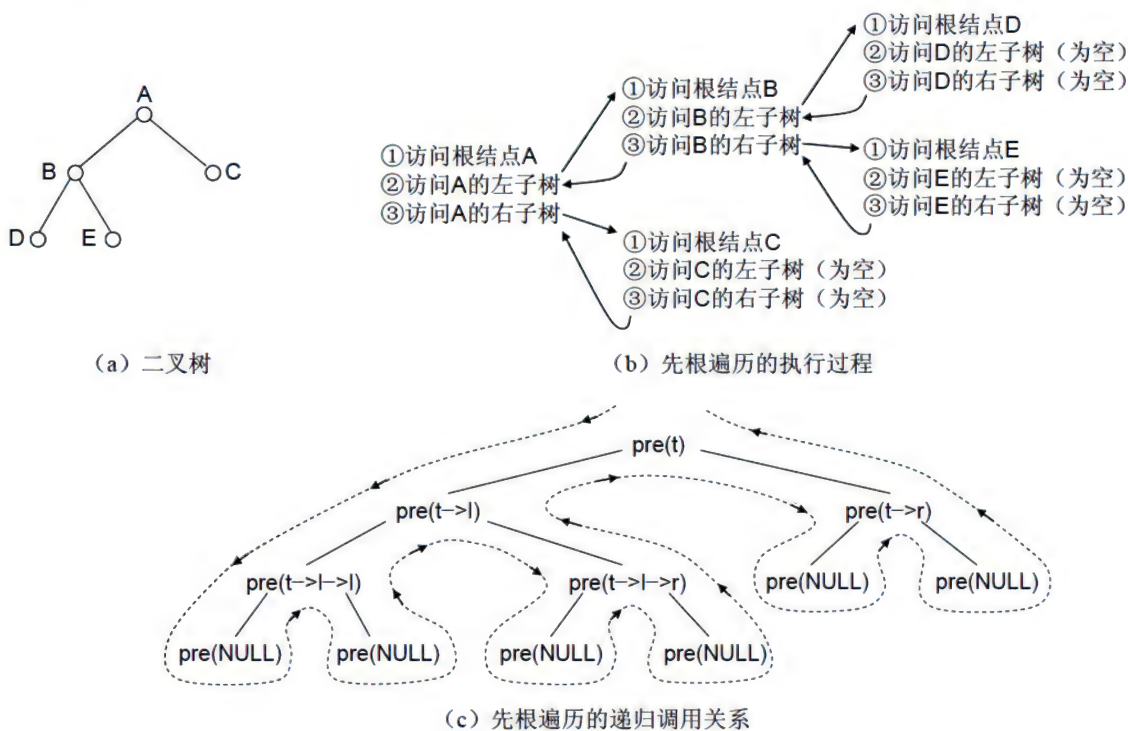 A
B
C
D
E
（a）二叉树
①访问根结点A
②访问A的左子树
③访问A的右子树
①访问根结点B
②访问B的左子树
③访问B的右子树
①访问根结点D
②访问D的左子树（为空）
③访问D的右子树（为空）
①访问根结点E
②访问E的左子树（为空）
③访问E的右子树（为空）
①访问根结点C
②访问C的左子树（为空）
③访问C的右子树（为空）
（b）先根遍历的执行过程
pre(t)
pre(t->l)
pre(t->r)
pre(t->l->l)
pre(t->l->r)
pre(NULL)
pre(NULL)
pre(NULL)
pre(NULL)
pre(NULL)
pre(NULL)
（c）先根遍历的递归调用关系